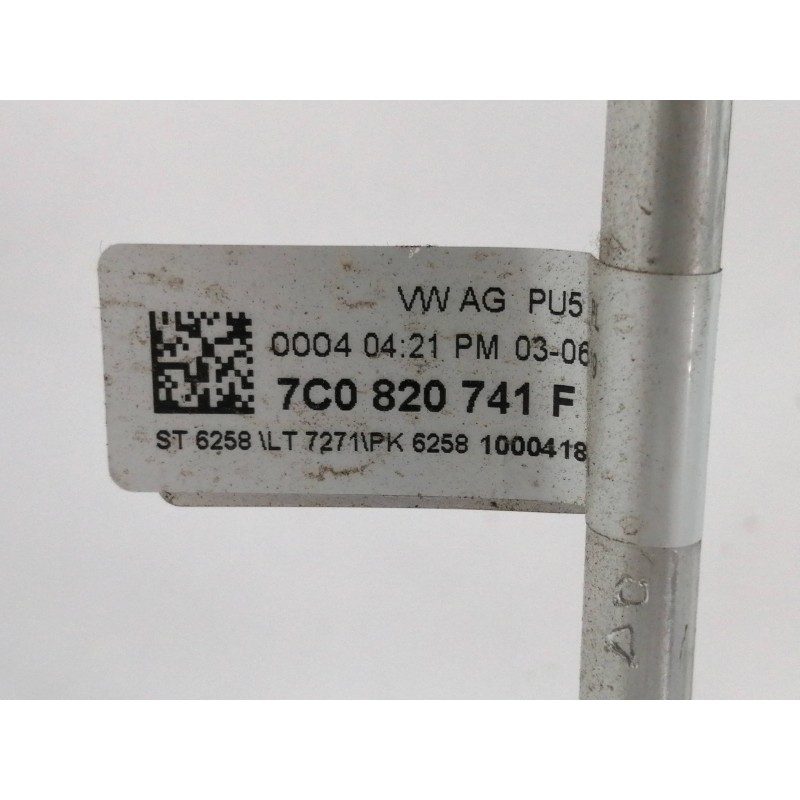 VW AG PU5
0004 04:21 PM 03-06
7C0 820 741 F
ST 6258 \LT 7271\PK 6258 1000418